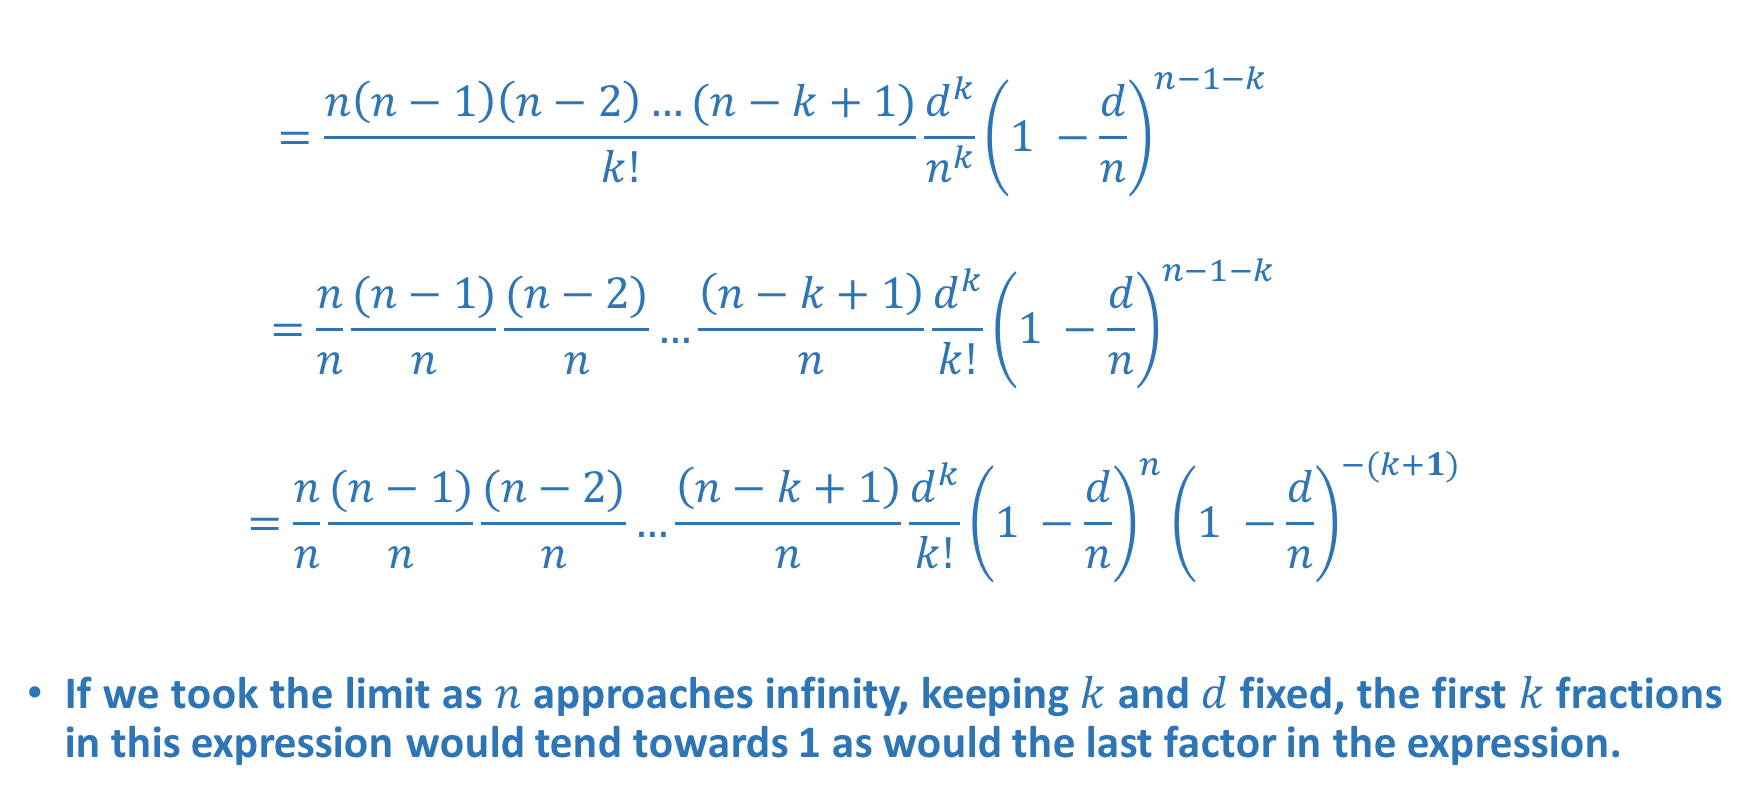 = n(n − 1)(n − 2) … (n − k + 1)/k! d^k/n^k (1 − d/n)^(n−1−k)
= n/n (n − 1)/n (n − 2)/n … (n − k + 1)/n d^k/k! (1 − d/n)^(n−1−k)
= n/n (n − 1)/n (n − 2)/n … (n − k + 1)/n d^k/k! (1 − d/n)^n (1 − d/n)^(−(k+1))
• If we took the limit as n approaches infinity, keeping k and d fixed, the first k fractions
in this expression would tend towards 1 as would the last factor in the expression.